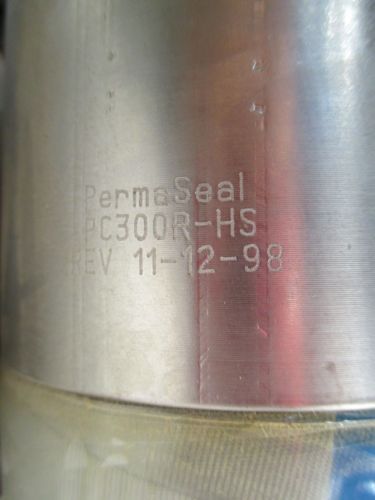 PermaSeal
PC300R-HS
REV 11-12-98